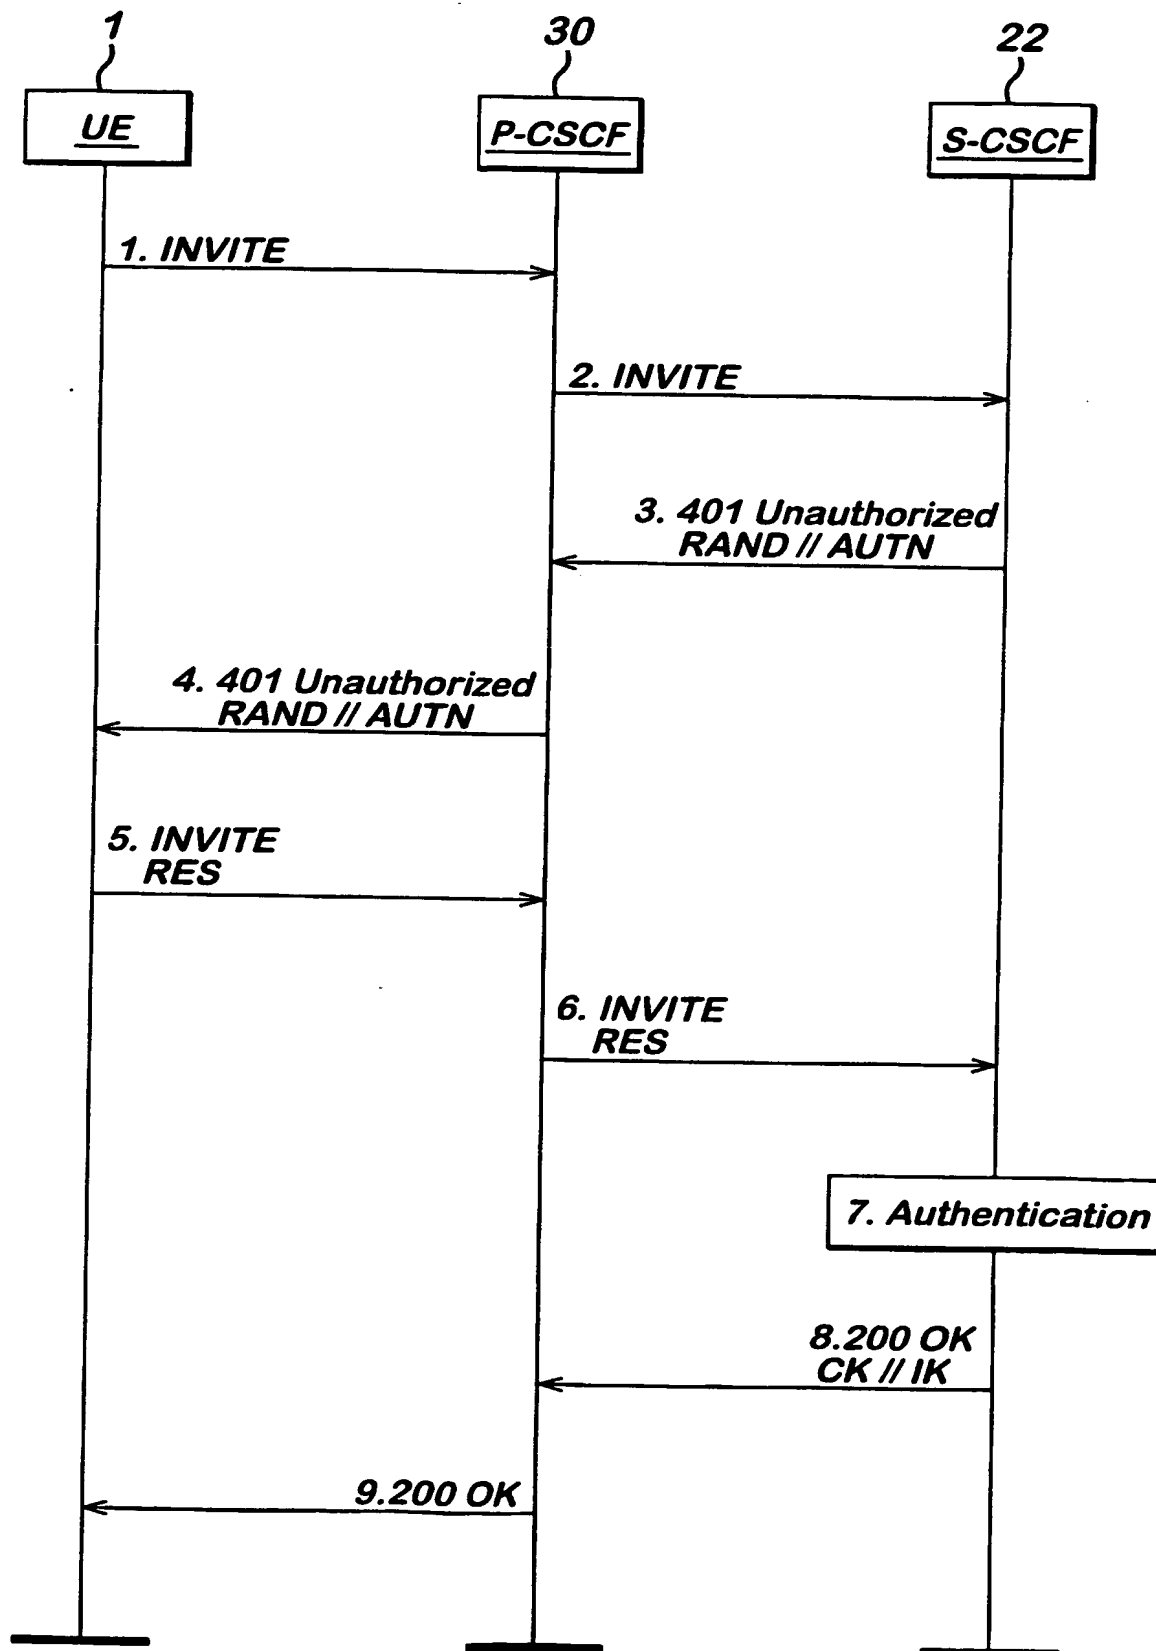 1
30
22
UE
P-CSCF
S-CSCF
1. INVITE
2. INVITE
3. 401 Unauthorized
RAND // AUTN
4. 401 Unauthorized
RAND // AUTN
5. INVITE
RES
6. INVITE
RES
7. Authentication
8.200 OK
CK // IK
9.200 OK